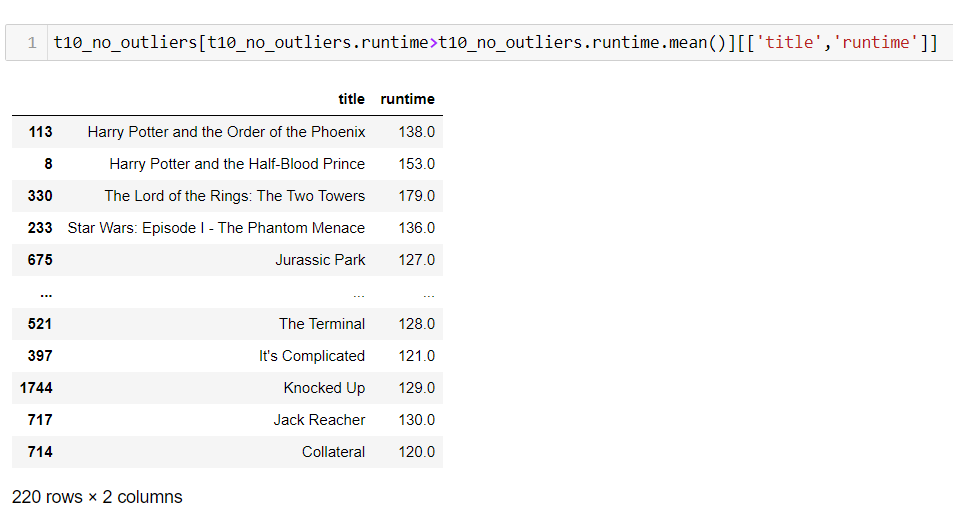 1 t10_no_outliers[t10_no_outliers.runtime>t10_no_outliers.runtime.mean()][['title','runtime']]
title runtime
113 Harry Potter and the Order of the Phoenix 138.0
8 Harry Potter and the Half-Blood Prince 153.0
330 The Lord of the Rings: The Two Towers 179.0
233 Star Wars: Episode I - The Phantom Menace 136.0
675 Jurassic Park 127.0
... ... ...
521 The Terminal 128.0
397 It's Complicated 121.0
1744 Knocked Up 129.0
717 Jack Reacher 130.0
714 Collateral 120.0
220 rows × 2 columns